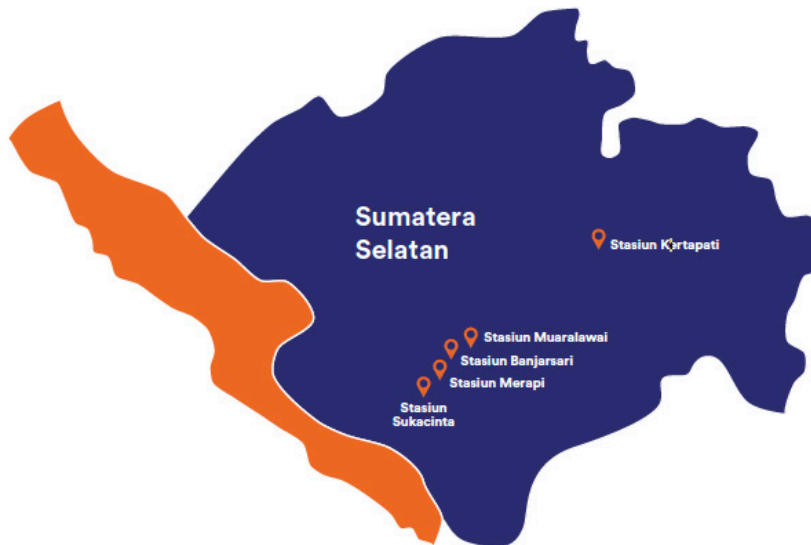 Sumatera
Selatan
Stasiun Kertapati
Stasiun Muaralawai
Stasiun Banjarsari
Stasiun Merapi
Stasiun
Sukacinta